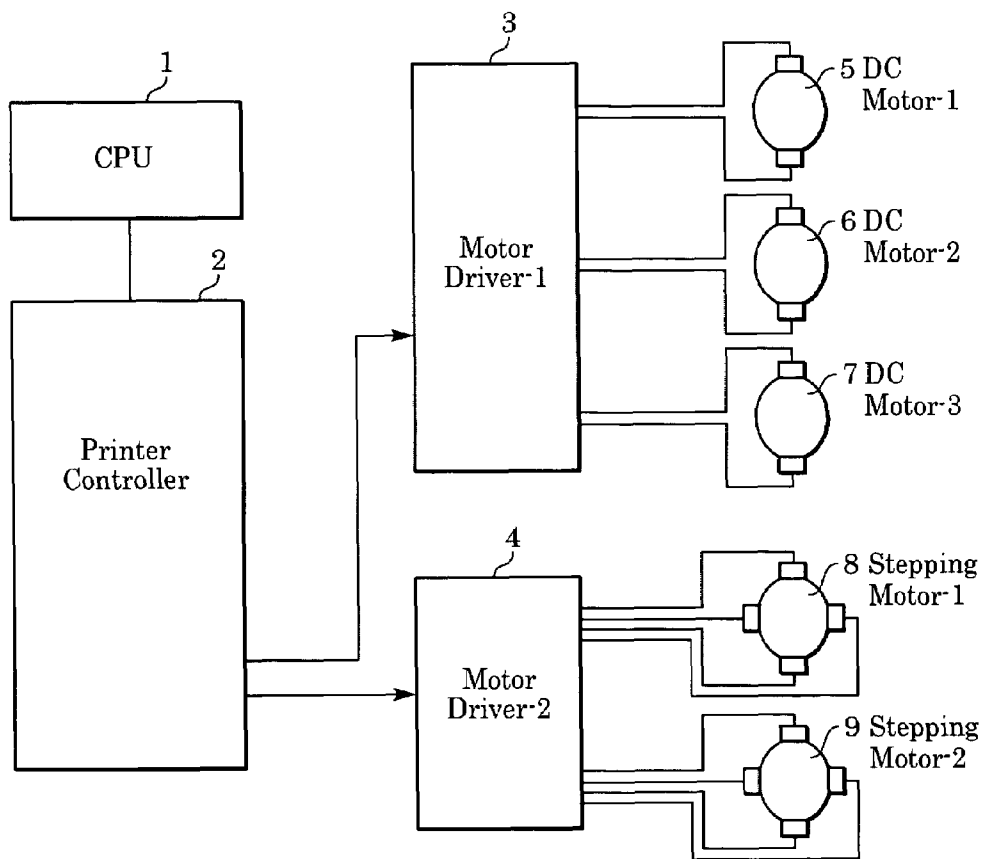 1
CPU
2
Printer
Controller
3
Motor
Driver-1
4
Motor
Driver-2
5 DC
Motor-1
6 DC
Motor-2
7 DC
Motor-3
8 Stepping
Motor-1
9 Stepping
Motor-2